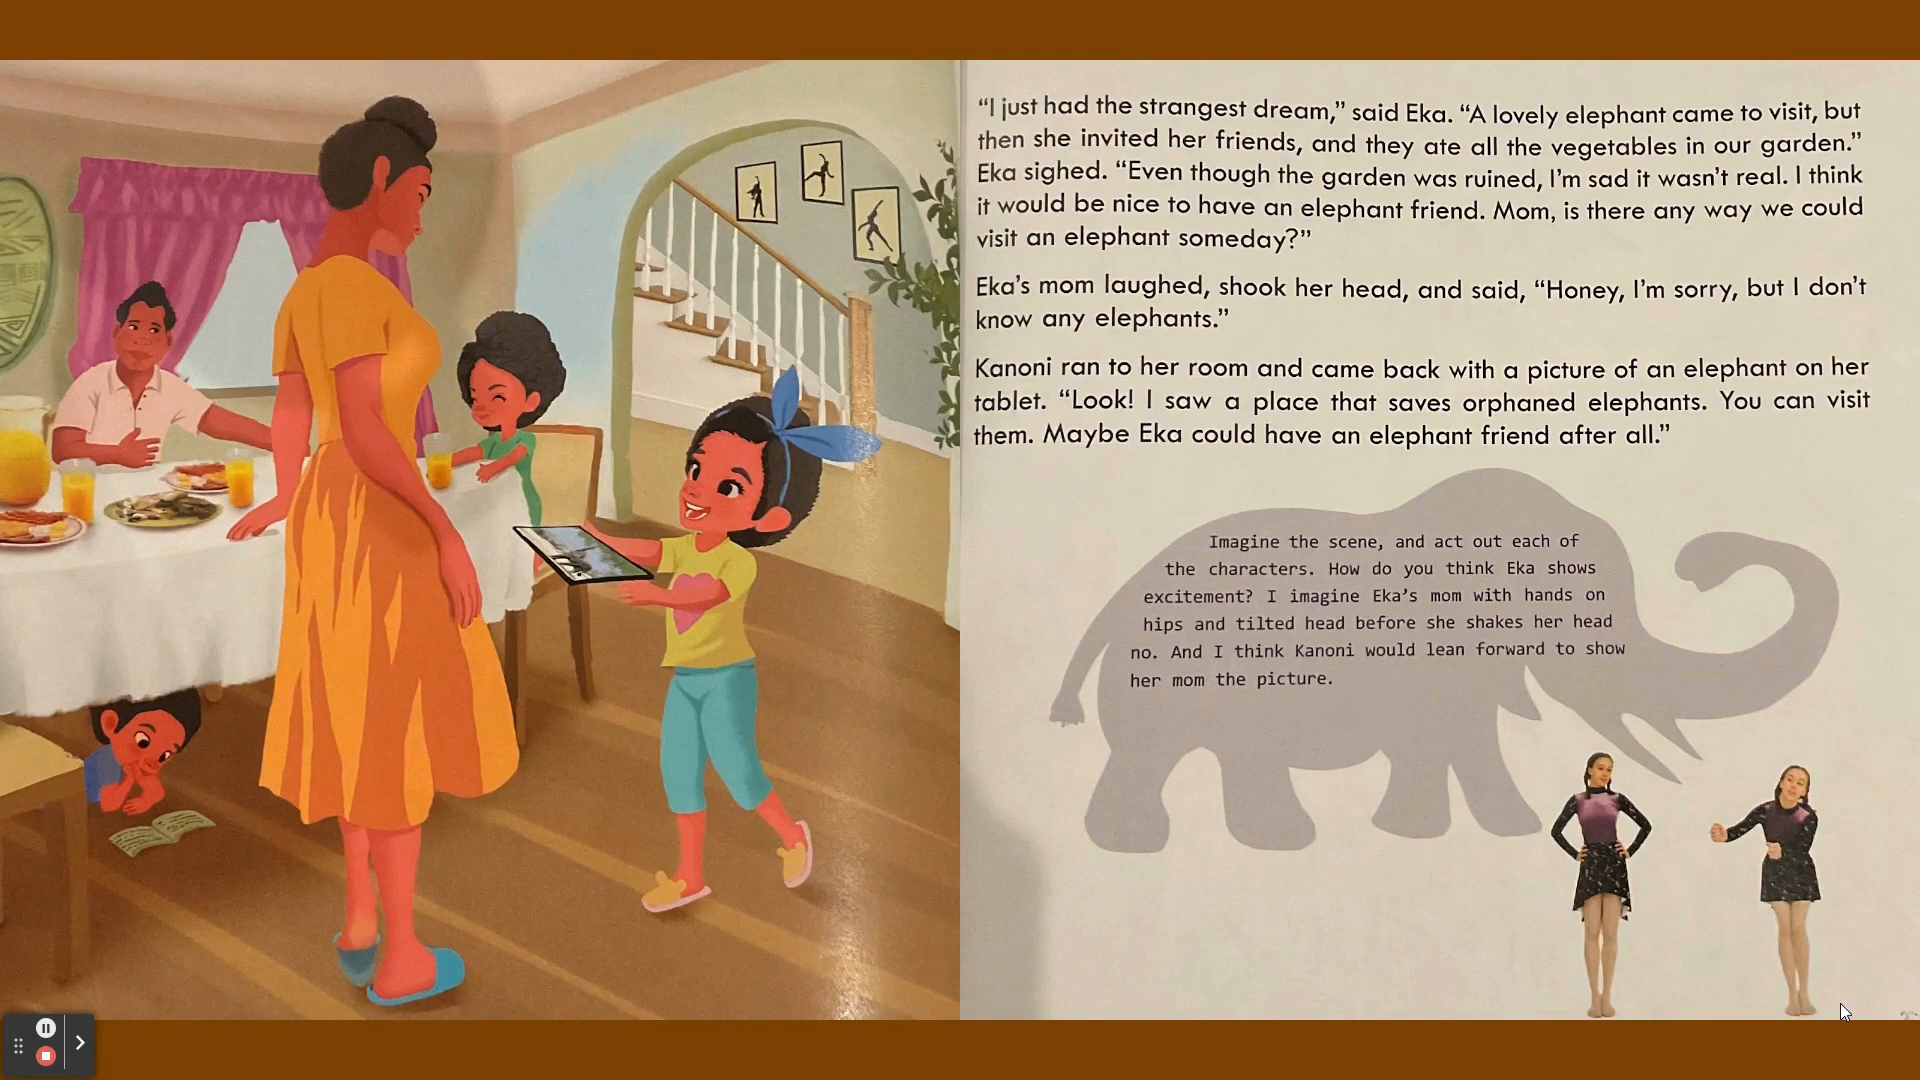 “I just had the strangest dream,” said Eka. “A lovely elephant came to visit, but
then she invited her friends, and they ate all the vegetables in our garden.”
Eka sighed. “Even though the garden was ruined, I’m sad it wasn’t real. I think
it would be nice to have an elephant friend. Mom, is there any way we could
visit an elephant someday?”
Eka’s mom laughed, shook her head, and said, “Honey, I’m sorry, but I don’t
know any elephants.”
Kanoni ran to her room and came back with a picture of an elephant on her
tablet. “Look! I saw a place that saves orphaned elephants. You can visit
them. Maybe Eka could have an elephant friend after all.”
Imagine the scene, and act out each of
the characters. How do you think Eka shows
excitement? I imagine Eka’s mom with hands on
hips and tilted head before she shakes her head
no. And I think Kanoni would lean forward to show
her mom the picture.